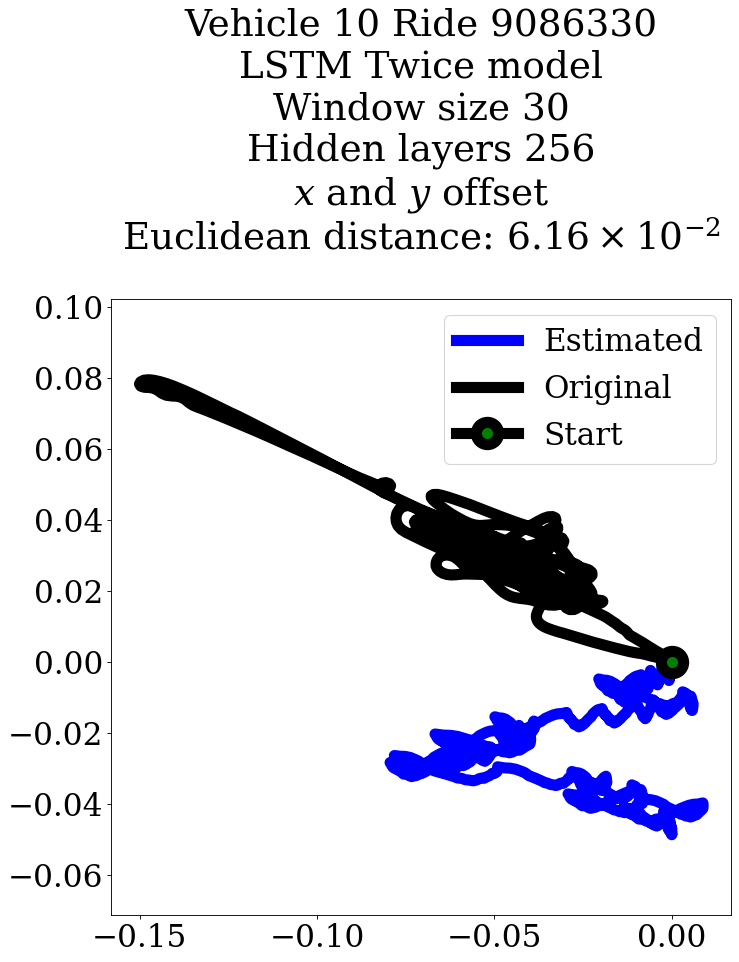 Vehicle 10 Ride 9086330
LSTM Twice model
Window size 30
Hidden layers 256
x and y offset
Euclidean distance: 6.16 × 10⁻²
Estimated
Original
Start
0.10
0.08
0.06
0.04
0.02
0.00
−0.02
−0.04
−0.06
−0.15 −0.10 −0.05 0.00